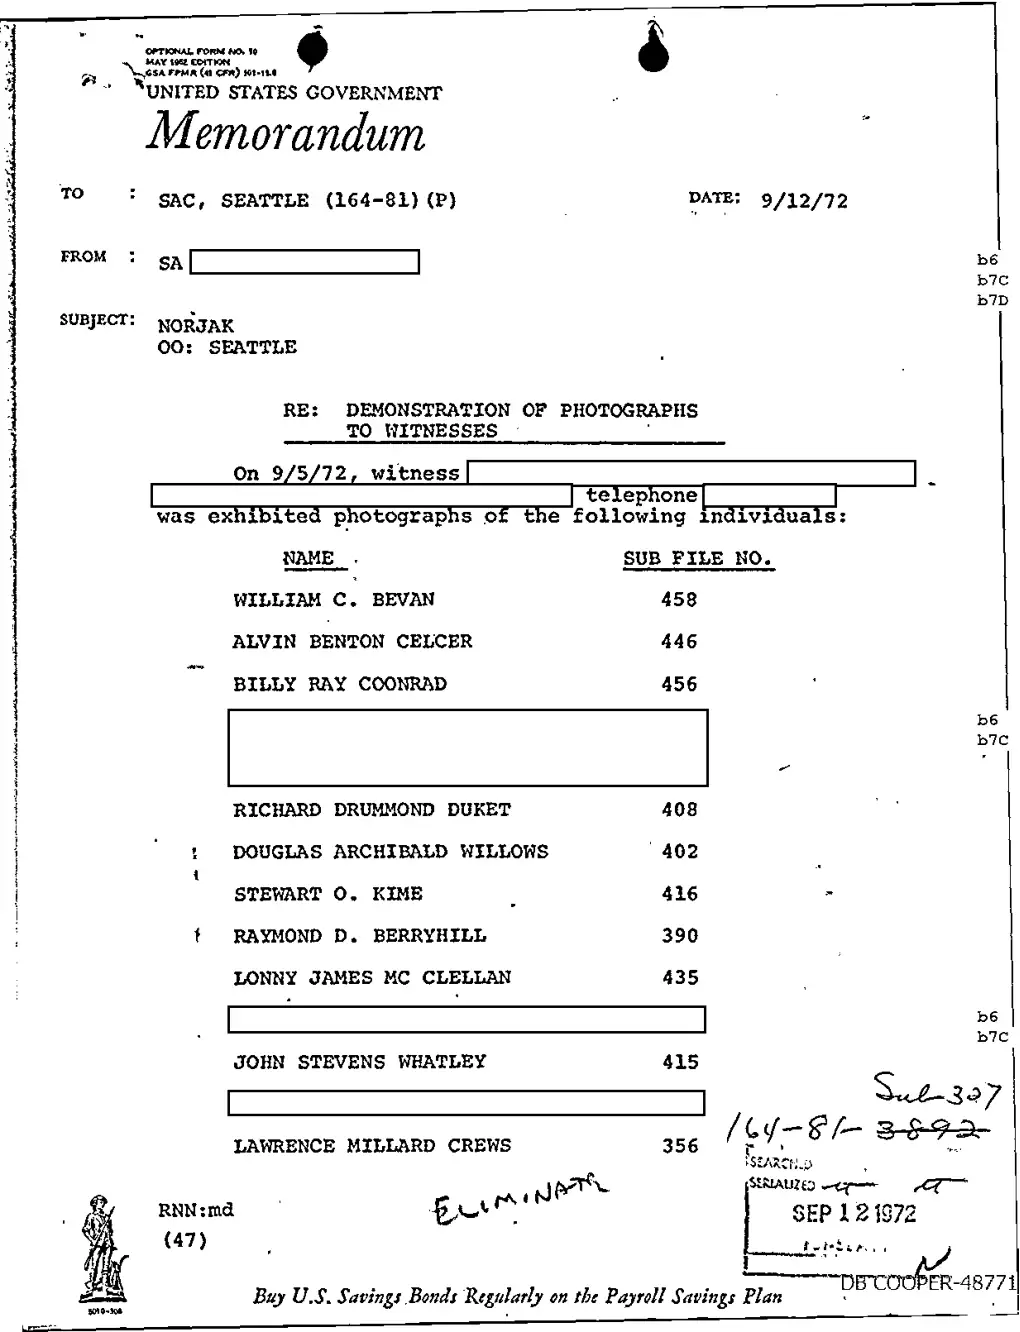 OPTIONAL FORM NO. 10
MAY 1962 EDITION
GSA FPMR (41 CFR) 101-11.6
UNITED STATES GOVERNMENT
Memorandum
TO : SAC, SEATTLE (164-81)(P) DATE: 9/12/72
FROM : SA
b6
b7C
b7D
SUBJECT: NORJAK
OO: SEATTLE
RE: DEMONSTRATION OF PHOTOGRAPHS
TO WITNESSES
On 9/5/72, witness
telephone
was exhibited photographs of the following individuals:
NAME SUB FILE NO.
WILLIAM C. BEVAN 458
ALVIN BENTON CELCER 446
BILLY RAY COONRAD 456
b6
b7C
RICHARD DRUMMOND DUKET 408
DOUGLAS ARCHIBALD WILLOWS 402
STEWART O. KIME 416
RAYMOND D. BERRYHILL 390
LONNY JAMES MC CLELLAN 435
b6
b7C
JOHN STEVENS WHATLEY 415
Sub 327
164-81-3892
LAWRENCE MILLARD CREWS 356
SEARCHED
SERIALIZED
RNN:md
(47)
ELIMINATE
SEP 12 1972
DB COOPER-48771
5010-108
Buy U.S. Savings Bonds Regularly on the Payroll Savings Plan